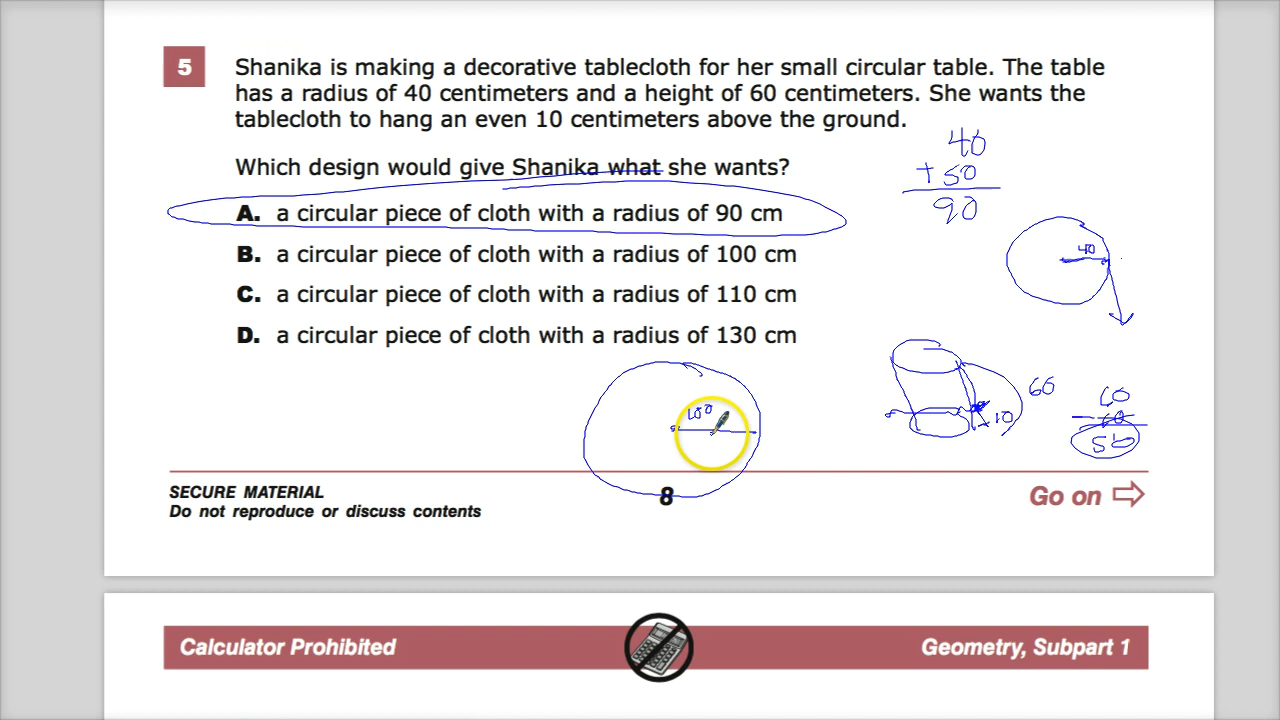 5
Shanika is making a decorative tablecloth for her small circular table. The table
has a radius of 40 centimeters and a height of 60 centimeters. She wants the
tablecloth to hang an even 10 centimeters above the ground.
Which design would give Shanika what she wants?
A. a circular piece of cloth with a radius of 90 cm
B. a circular piece of cloth with a radius of 100 cm
C. a circular piece of cloth with a radius of 110 cm
D. a circular piece of cloth with a radius of 130 cm
40
+ 50
90
40
60
10
60
- 10
50
100
SECURE MATERIAL
Do not reproduce or discuss contents
8
Go on
Calculator Prohibited
Geometry, Subpart 1